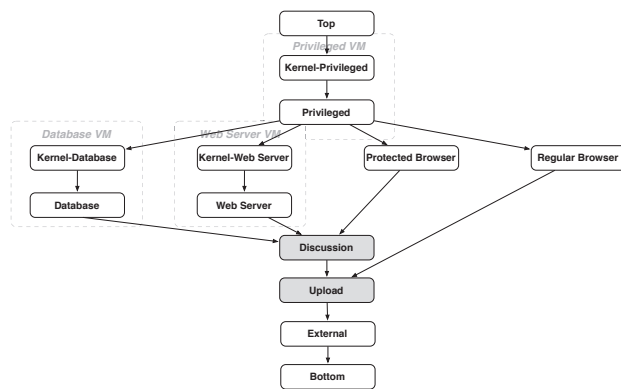 Top
Privileged VM
Kernel-Privileged
Privileged
Database VM
Web Server VM
Kernel-Database
Kernel-Web Server
Protected Browser
Regular Browser
Database
Web Server
Discussion
Upload
External
Bottom